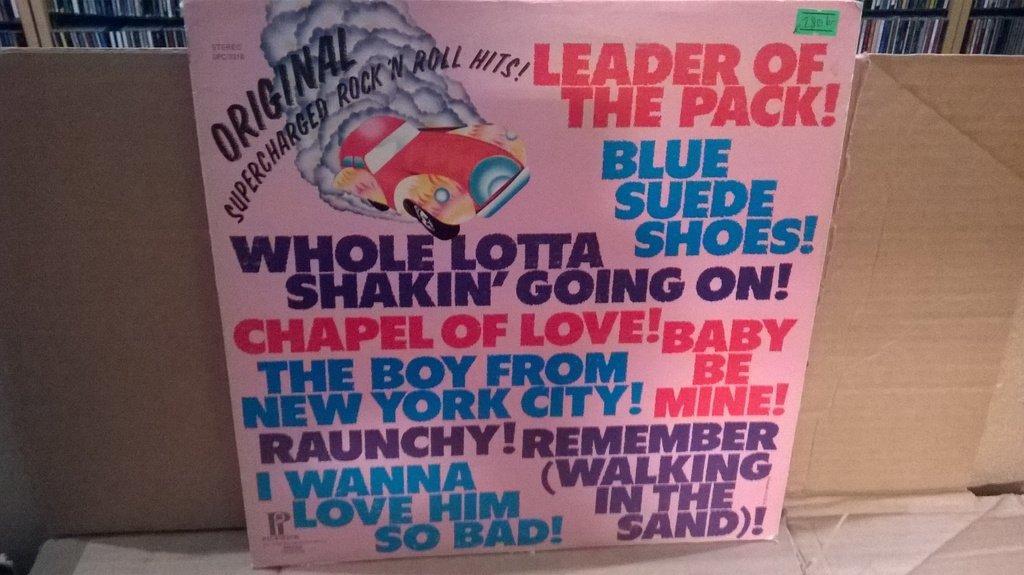 STEREO
ORIGINAL
SUPERCHARGED ROCK 'N ROLL HITS!
LEADER OF
THE PACK!
BLUE
SUEDE
SHOES!
WHOLE LOTTA
SHAKIN' GOING ON!
CHAPEL OF LOVE!
BABY
BE
MINE!
THE BOY FROM
NEW YORK CITY!
RAUNCHY!
REMEMBER
(WALKING
IN THE
SAND)!
I WANNA
LOVE HIM
SO BAD!